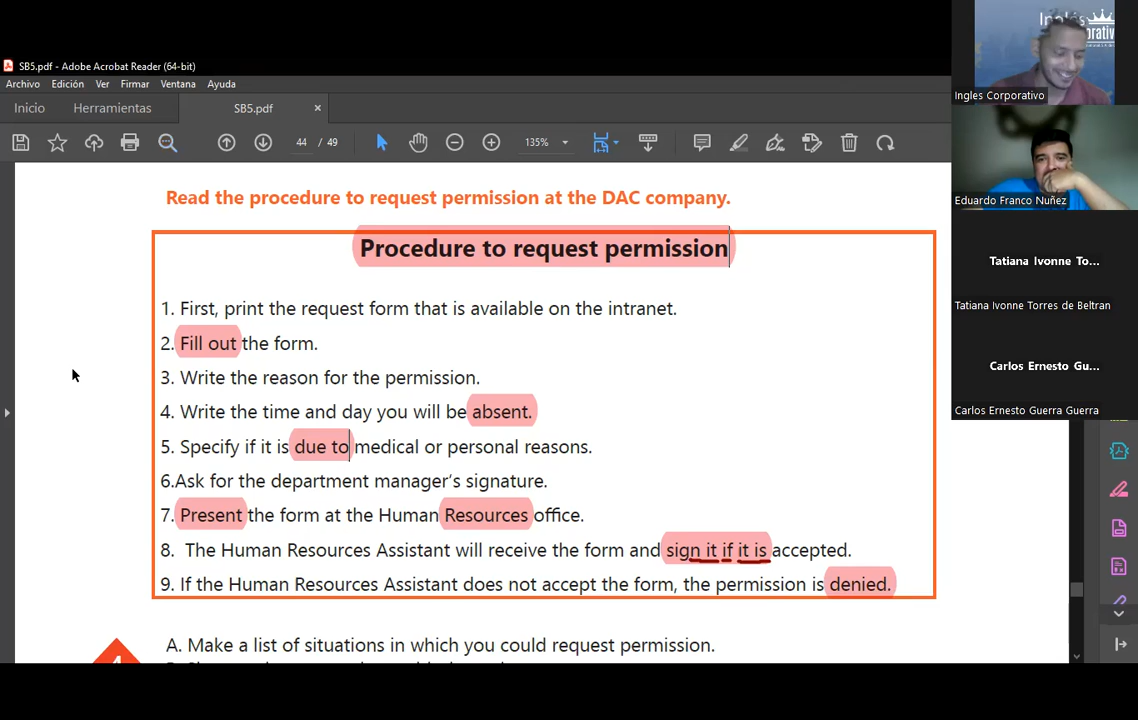 SB5.pdf - Adobe Acrobat Reader (64-bit)
Archivo Edición Ver Firmar Ventana Ayuda
Inicio Herramientas SB5.pdf ×
44 / 49 135%
Read the procedure to request permission at the DAC company.
Procedure to request permission
1. First, print the request form that is available on the intranet.
2. Fill out the form.
3. Write the reason for the permission.
4. Write the time and day you will be absent.
5. Specify if it is due to medical or personal reasons.
6.Ask for the department manager's signature.
7. Present the form at the Human Resources office.
8. The Human Resources Assistant will receive the form and sign it if it is accepted.
9. If the Human Resources Assistant does not accept the form, the permission is denied.
A. Make a list of situations in which you could request permission.
Ingles Corporativo
Eduardo Franco Nuñez
Tatiana Ivonne To...
Tatiana Ivonne Torres de Beltran
Carlos Ernesto Gu...
Carlos Ernesto Guerra Guerra